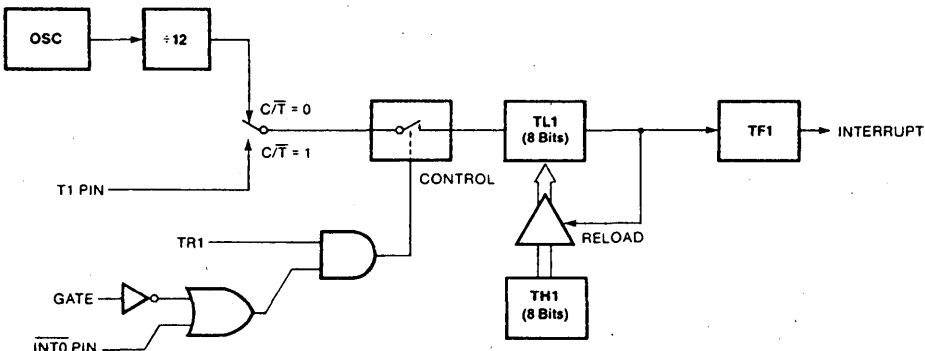 OSC
÷12
C/T̅ = 0
C/T̅ = 1
T1 PIN
CONTROL
TL1
(8 Bits)
TF1
INTERRUPT
TR1
RELOAD
GATE
I̅N̅T̅0̅ PIN
TH1
(8 Bits)